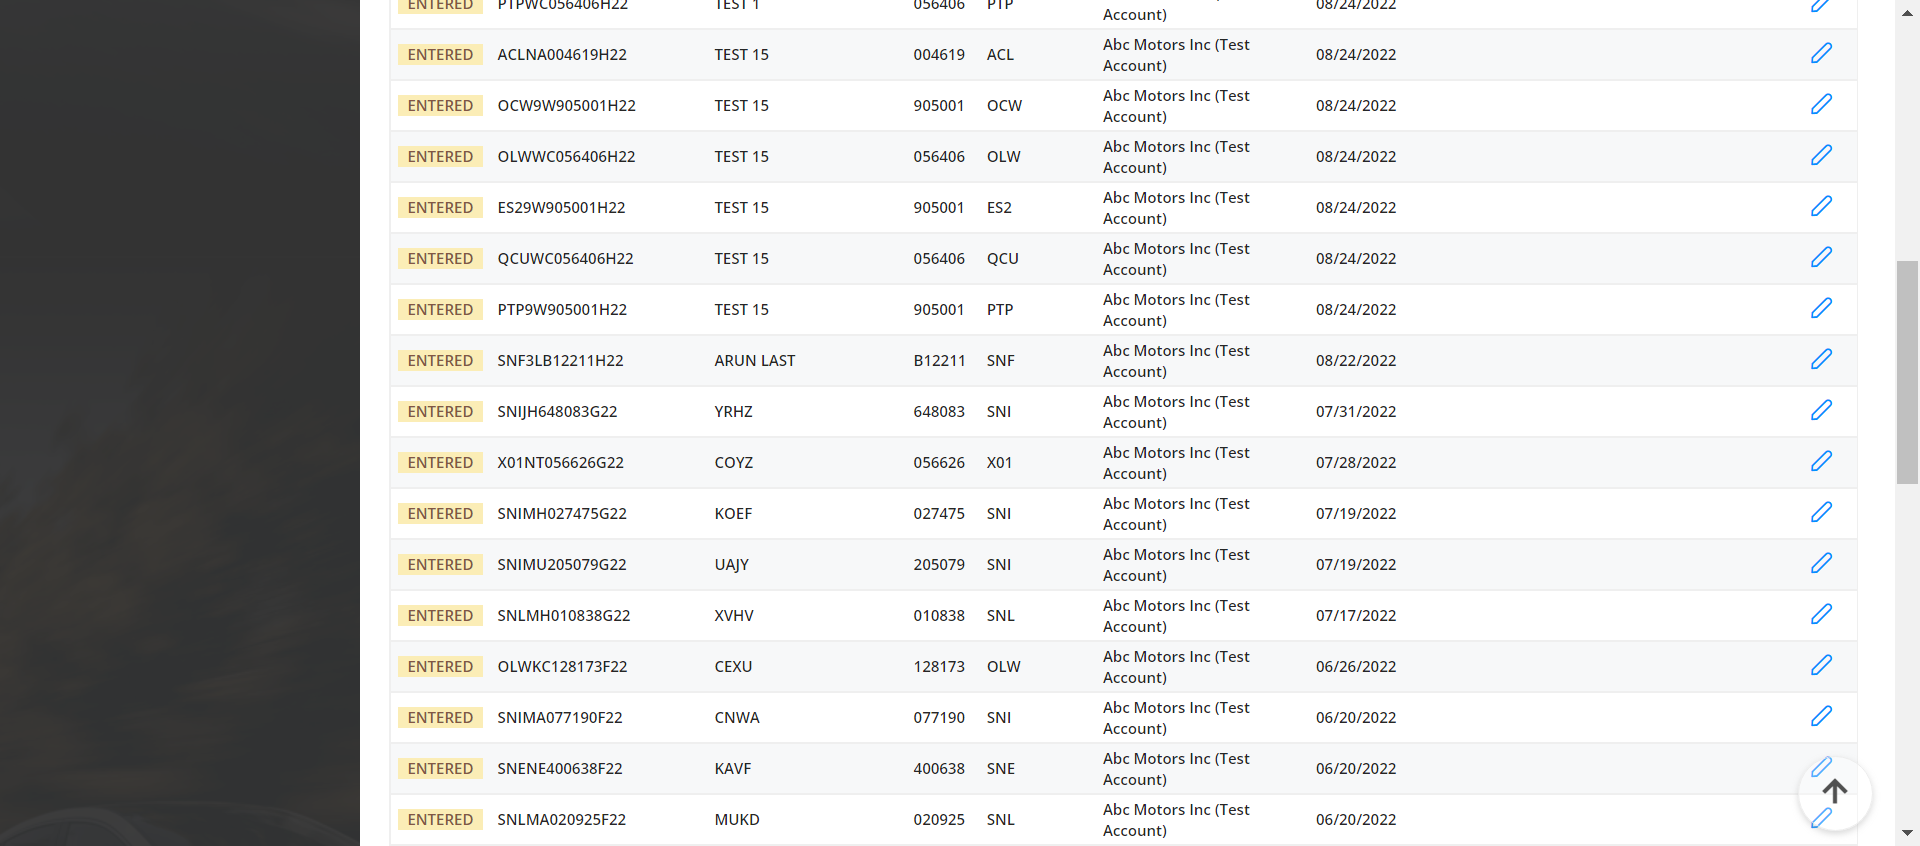 ENTERED PTPWC056406H22 TEST 1 056406 PTP Account) 08/24/2022
ENTERED ACLNA004619H22 TEST 15 004619 ACL Abc Motors Inc (Test Account) 08/24/2022
ENTERED OCW9W905001H22 TEST 15 905001 OCW Abc Motors Inc (Test Account) 08/24/2022
ENTERED OLWWC056406H22 TEST 15 056406 OLW Abc Motors Inc (Test Account) 08/24/2022
ENTERED ES29W905001H22 TEST 15 905001 ES2 Abc Motors Inc (Test Account) 08/24/2022
ENTERED QCUWC056406H22 TEST 15 056406 QCU Abc Motors Inc (Test Account) 08/24/2022
ENTERED PTP9W905001H22 TEST 15 905001 PTP Abc Motors Inc (Test Account) 08/24/2022
ENTERED SNF3LB12211H22 ARUN LAST B12211 SNF Abc Motors Inc (Test Account) 08/22/2022
ENTERED SNIJH648083G22 YRHZ 648083 SNI Abc Motors Inc (Test Account) 07/31/2022
ENTERED X01NT056626G22 COYZ 056626 X01 Abc Motors Inc (Test Account) 07/28/2022
ENTERED SNIMH027475G22 KOEF 027475 SNI Abc Motors Inc (Test Account) 07/19/2022
ENTERED SNIMU205079G22 UAJY 205079 SNI Abc Motors Inc (Test Account) 07/19/2022
ENTERED SNLMH010838G22 XVHV 010838 SNL Abc Motors Inc (Test Account) 07/17/2022
ENTERED OLWKC128173F22 CEXU 128173 OLW Abc Motors Inc (Test Account) 06/26/2022
ENTERED SNIMA077190F22 CNWA 077190 SNI Abc Motors Inc (Test Account) 06/20/2022
ENTERED SNENE400638F22 KAVF 400638 SNE Abc Motors Inc (Test Account) 06/20/2022
ENTERED SNLMA020925F22 MUKD 020925 SNL Abc Motors Inc (Test Account) 06/20/2022